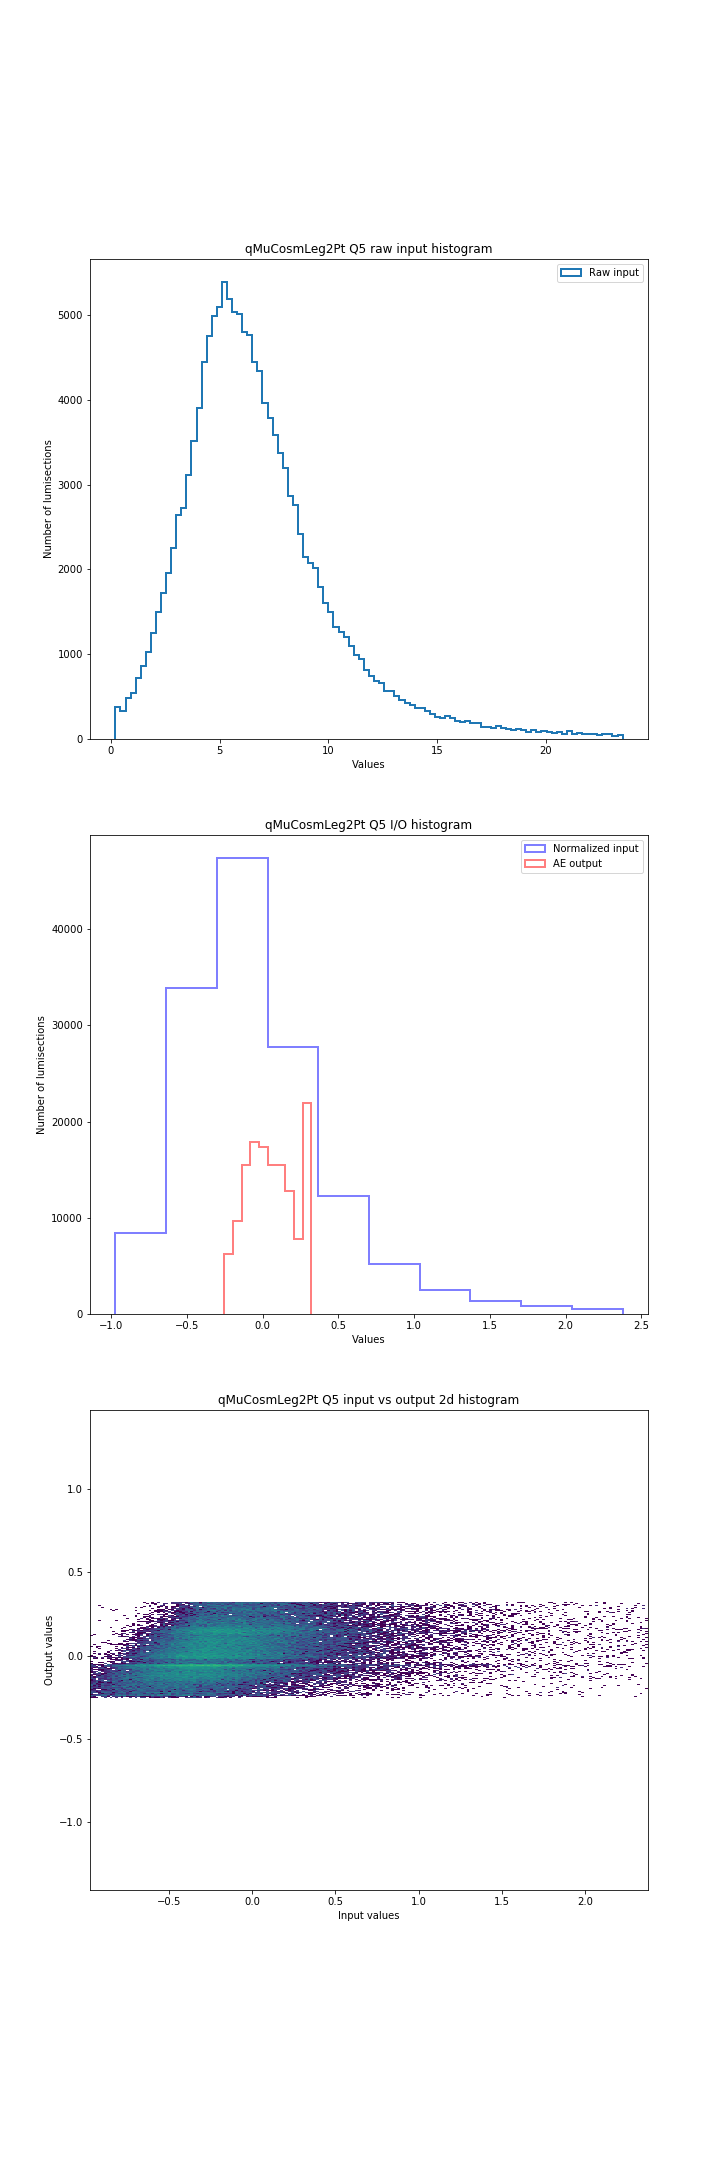 qMuCosmLeg2Pt Q5 raw input histogram
Raw input
5000
4000
3000
2000
1000
0
Number of lumisections
0 5 10 15 20
Values
qMuCosmLeg2Pt Q5 I/O histogram
Normalized input
AE output
40000
30000
20000
10000
0
Number of lumisections
−1.0 −0.5 0.0 0.5 1.0 1.5 2.0 2.5
Values
qMuCosmLeg2Pt Q5 input vs output 2d histogram
1.0
0.5
0.0
−0.5
−1.0
Output values
−0.5 0.0 0.5 1.0 1.5 2.0
Input values